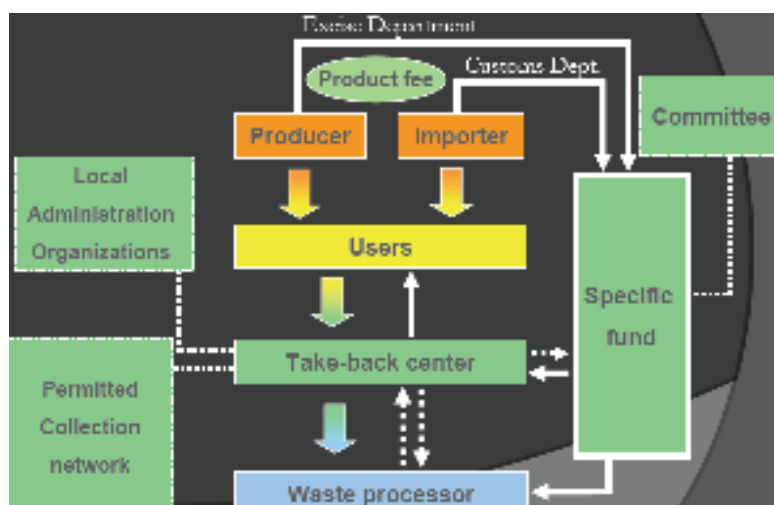 Excise Department
Customs Dept.
Product fee
Committee
Producer
Importer
Local
Administration
Organizations
Users
Specific
fund
Take-back center
Permitted
Collection
network
Waste processor